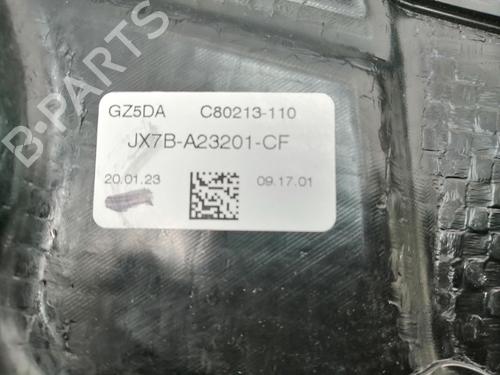 B-PARTS
GZ5DA C80213-110
JX7B-A23201-CF
20.01.23 09.17.01